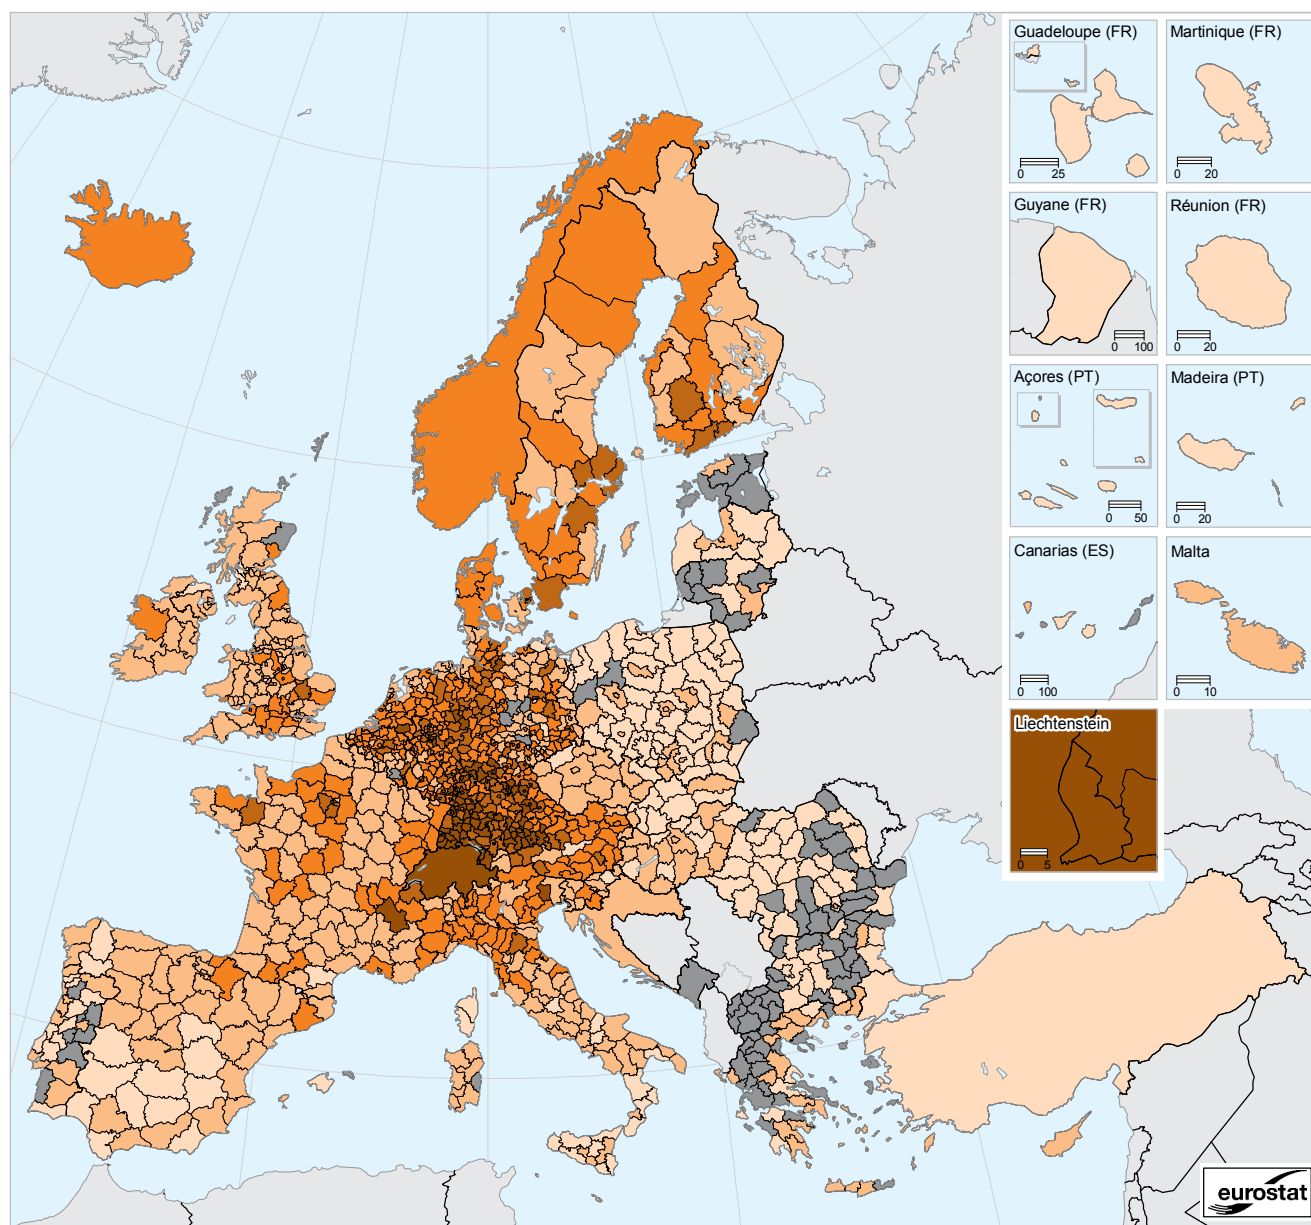 Guadeloupe (FR)
0 25
Martinique (FR)
0 20
Guyane (FR)
0 100
Réunion (FR)
0 20
Açores (PT)
0 50
Madeira (PT)
0 20
Canarias (ES)
0 100
Malta
0 10
Liechtenstein
0 5
eurostat